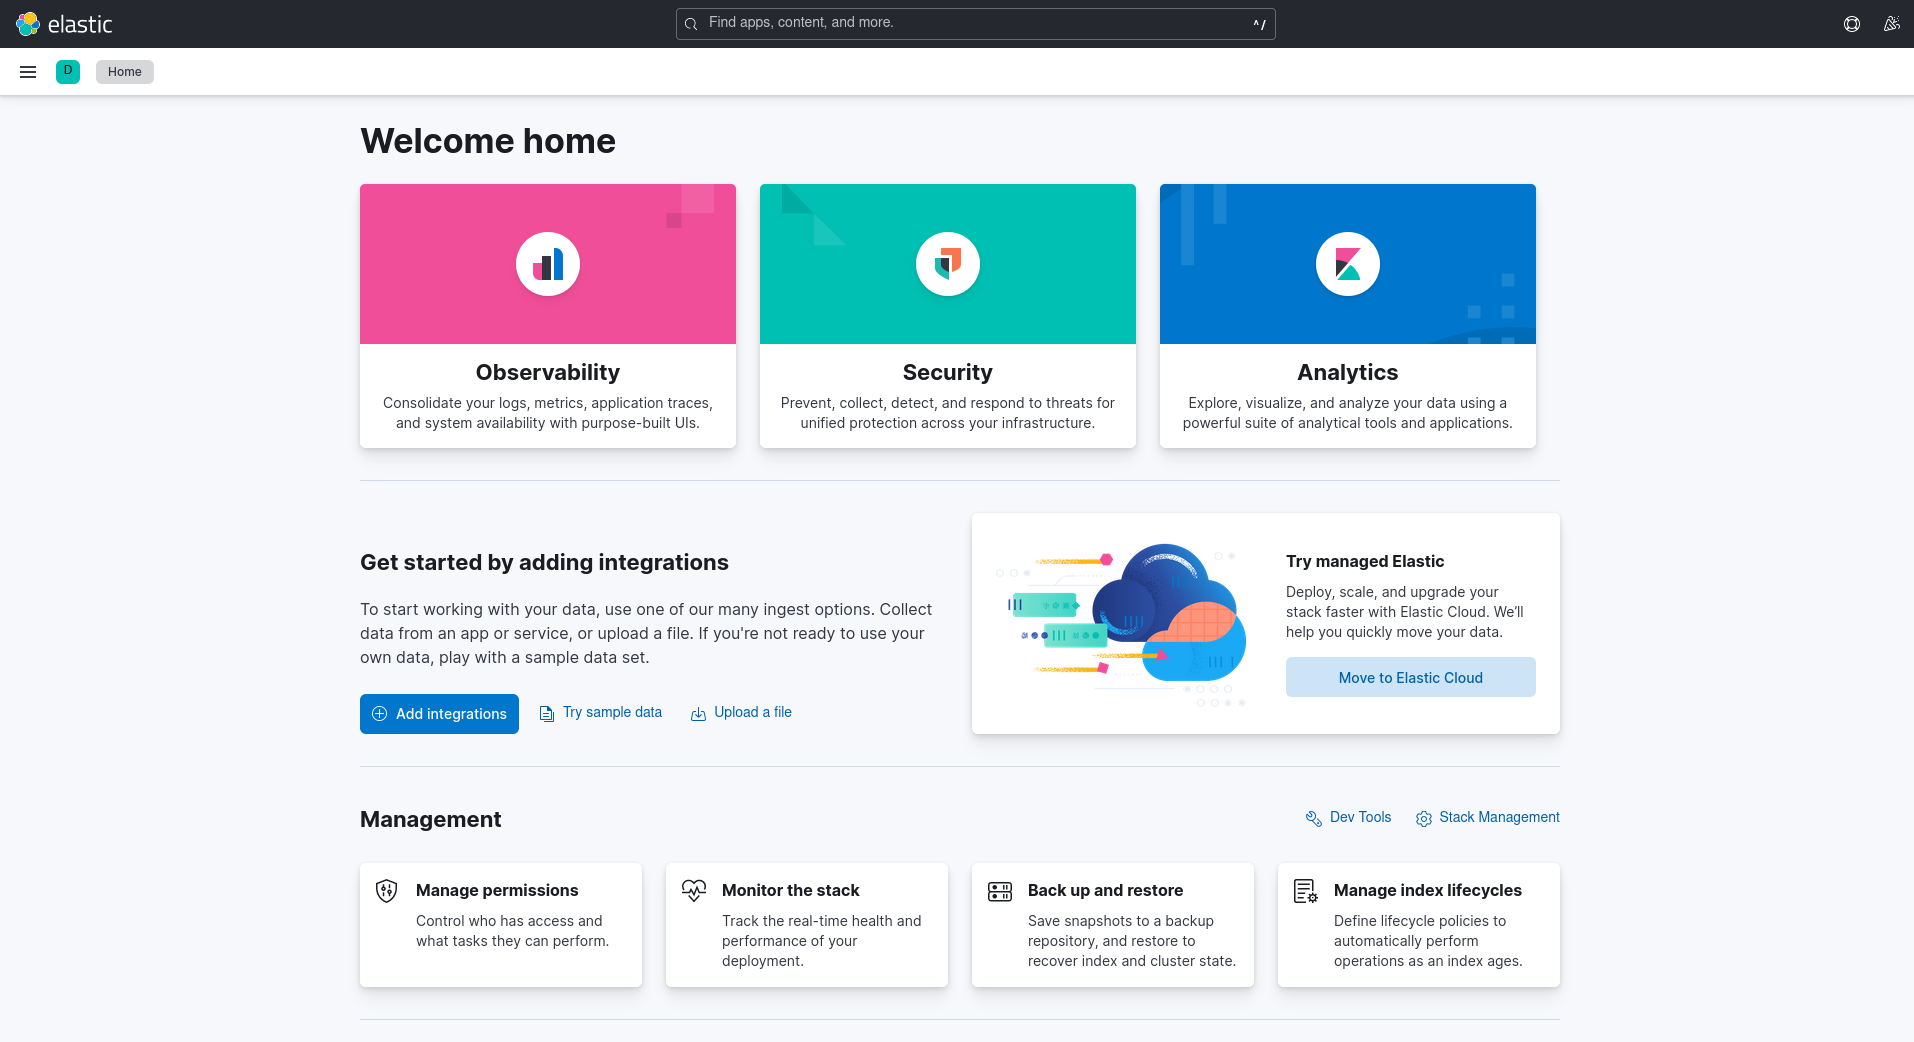 elastic
Find apps, content, and more.
^/
D
Home
Welcome home
Observability
Consolidate your logs, metrics, application traces,
and system availability with purpose-built UIs.
Security
Prevent, collect, detect, and respond to threats for
unified protection across your infrastructure.
Analytics
Explore, visualize, and analyze your data using a
powerful suite of analytical tools and applications.
Get started by adding integrations
To start working with your data, use one of our many ingest options. Collect
data from an app or service, or upload a file. If you're not ready to use your
own data, play with a sample data set.
Add integrations
Try sample data
Upload a file
Try managed Elastic
Deploy, scale, and upgrade your
stack faster with Elastic Cloud. We’ll
help you quickly move your data.
Move to Elastic Cloud
Management
Dev Tools
Stack Management
Manage permissions
Control who has access and
what tasks they can perform.
Monitor the stack
Track the real-time health and
performance of your
deployment.
Back up and restore
Save snapshots to a backup
repository, and restore to
recover index and cluster state.
Manage index lifecycles
Define lifecycle policies to
automatically perform
operations as an index ages.